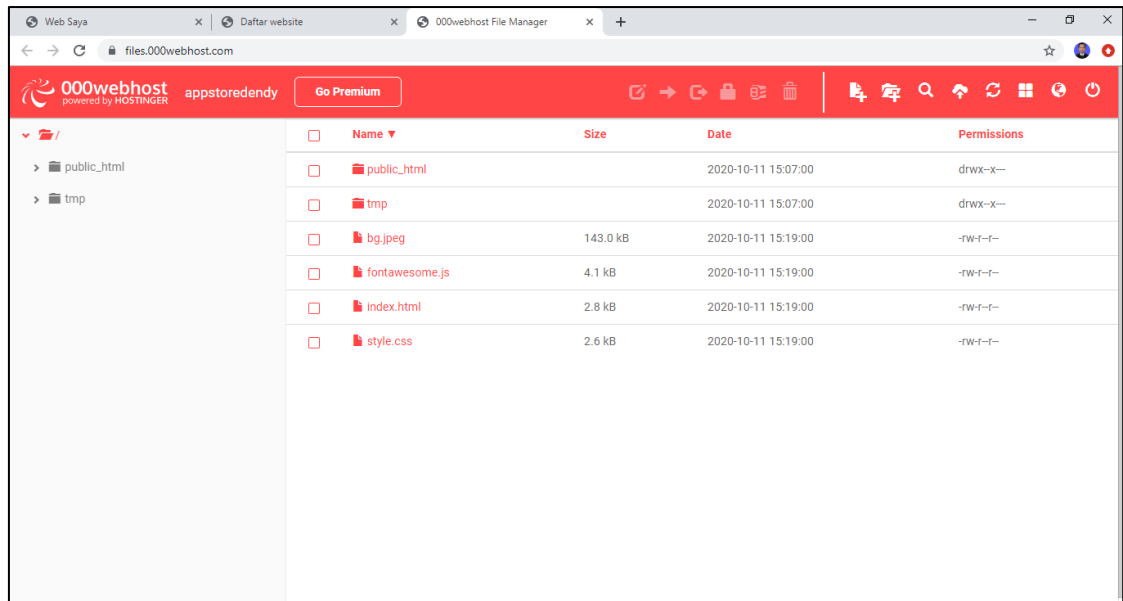 Web Saya
Daftar website
000webhost File Manager
files.000webhost.com
000webhost
powered by HOSTINGER
appstoredendy
Go Premium
/
public_html
tmp
Name ▼ Size Date Permissions
public_html 2020-10-11 15:07:00 drwx--x---
tmp 2020-10-11 15:07:00 drwx--x---
bg.jpeg 143.0 kB 2020-10-11 15:19:00 -rw-r--r--
fontawesome.js 4.1 kB 2020-10-11 15:19:00 -rw-r--r--
index.html 2.8 kB 2020-10-11 15:19:00 -rw-r--r--
style.css 2.6 kB 2020-10-11 15:19:00 -rw-r--r--